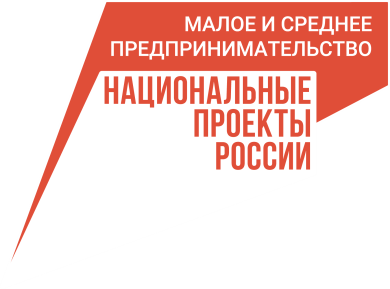 МАЛОЕ И СРЕДНЕЕ
ПРЕДПРИНИМАТЕЛЬСТВО
НАЦИОНАЛЬНЫЕ
ПРОЕКТЫ
РОССИИ